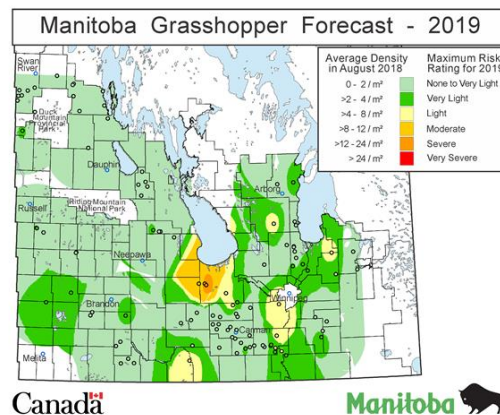 Manitoba Grasshopper Forecast - 2019
Average Density
in August 2018
Maximum Risk
Rating for 2019
0 - 2 / m² None to Very Light
>2 - 4 / m² Very Light
>4 - 8 / m² Light
>8 - 12 / m² Moderate
>12 - 24 / m² Severe
> 24 / m² Very Severe
Swan
River
Duck
Mountain
Provincial
Park
Dauphin
Arborg
Russell
Riding Mountain
National Park
Neepawa
Brandon
Winnipeg
Carman
Melita
Canada
Manitoba